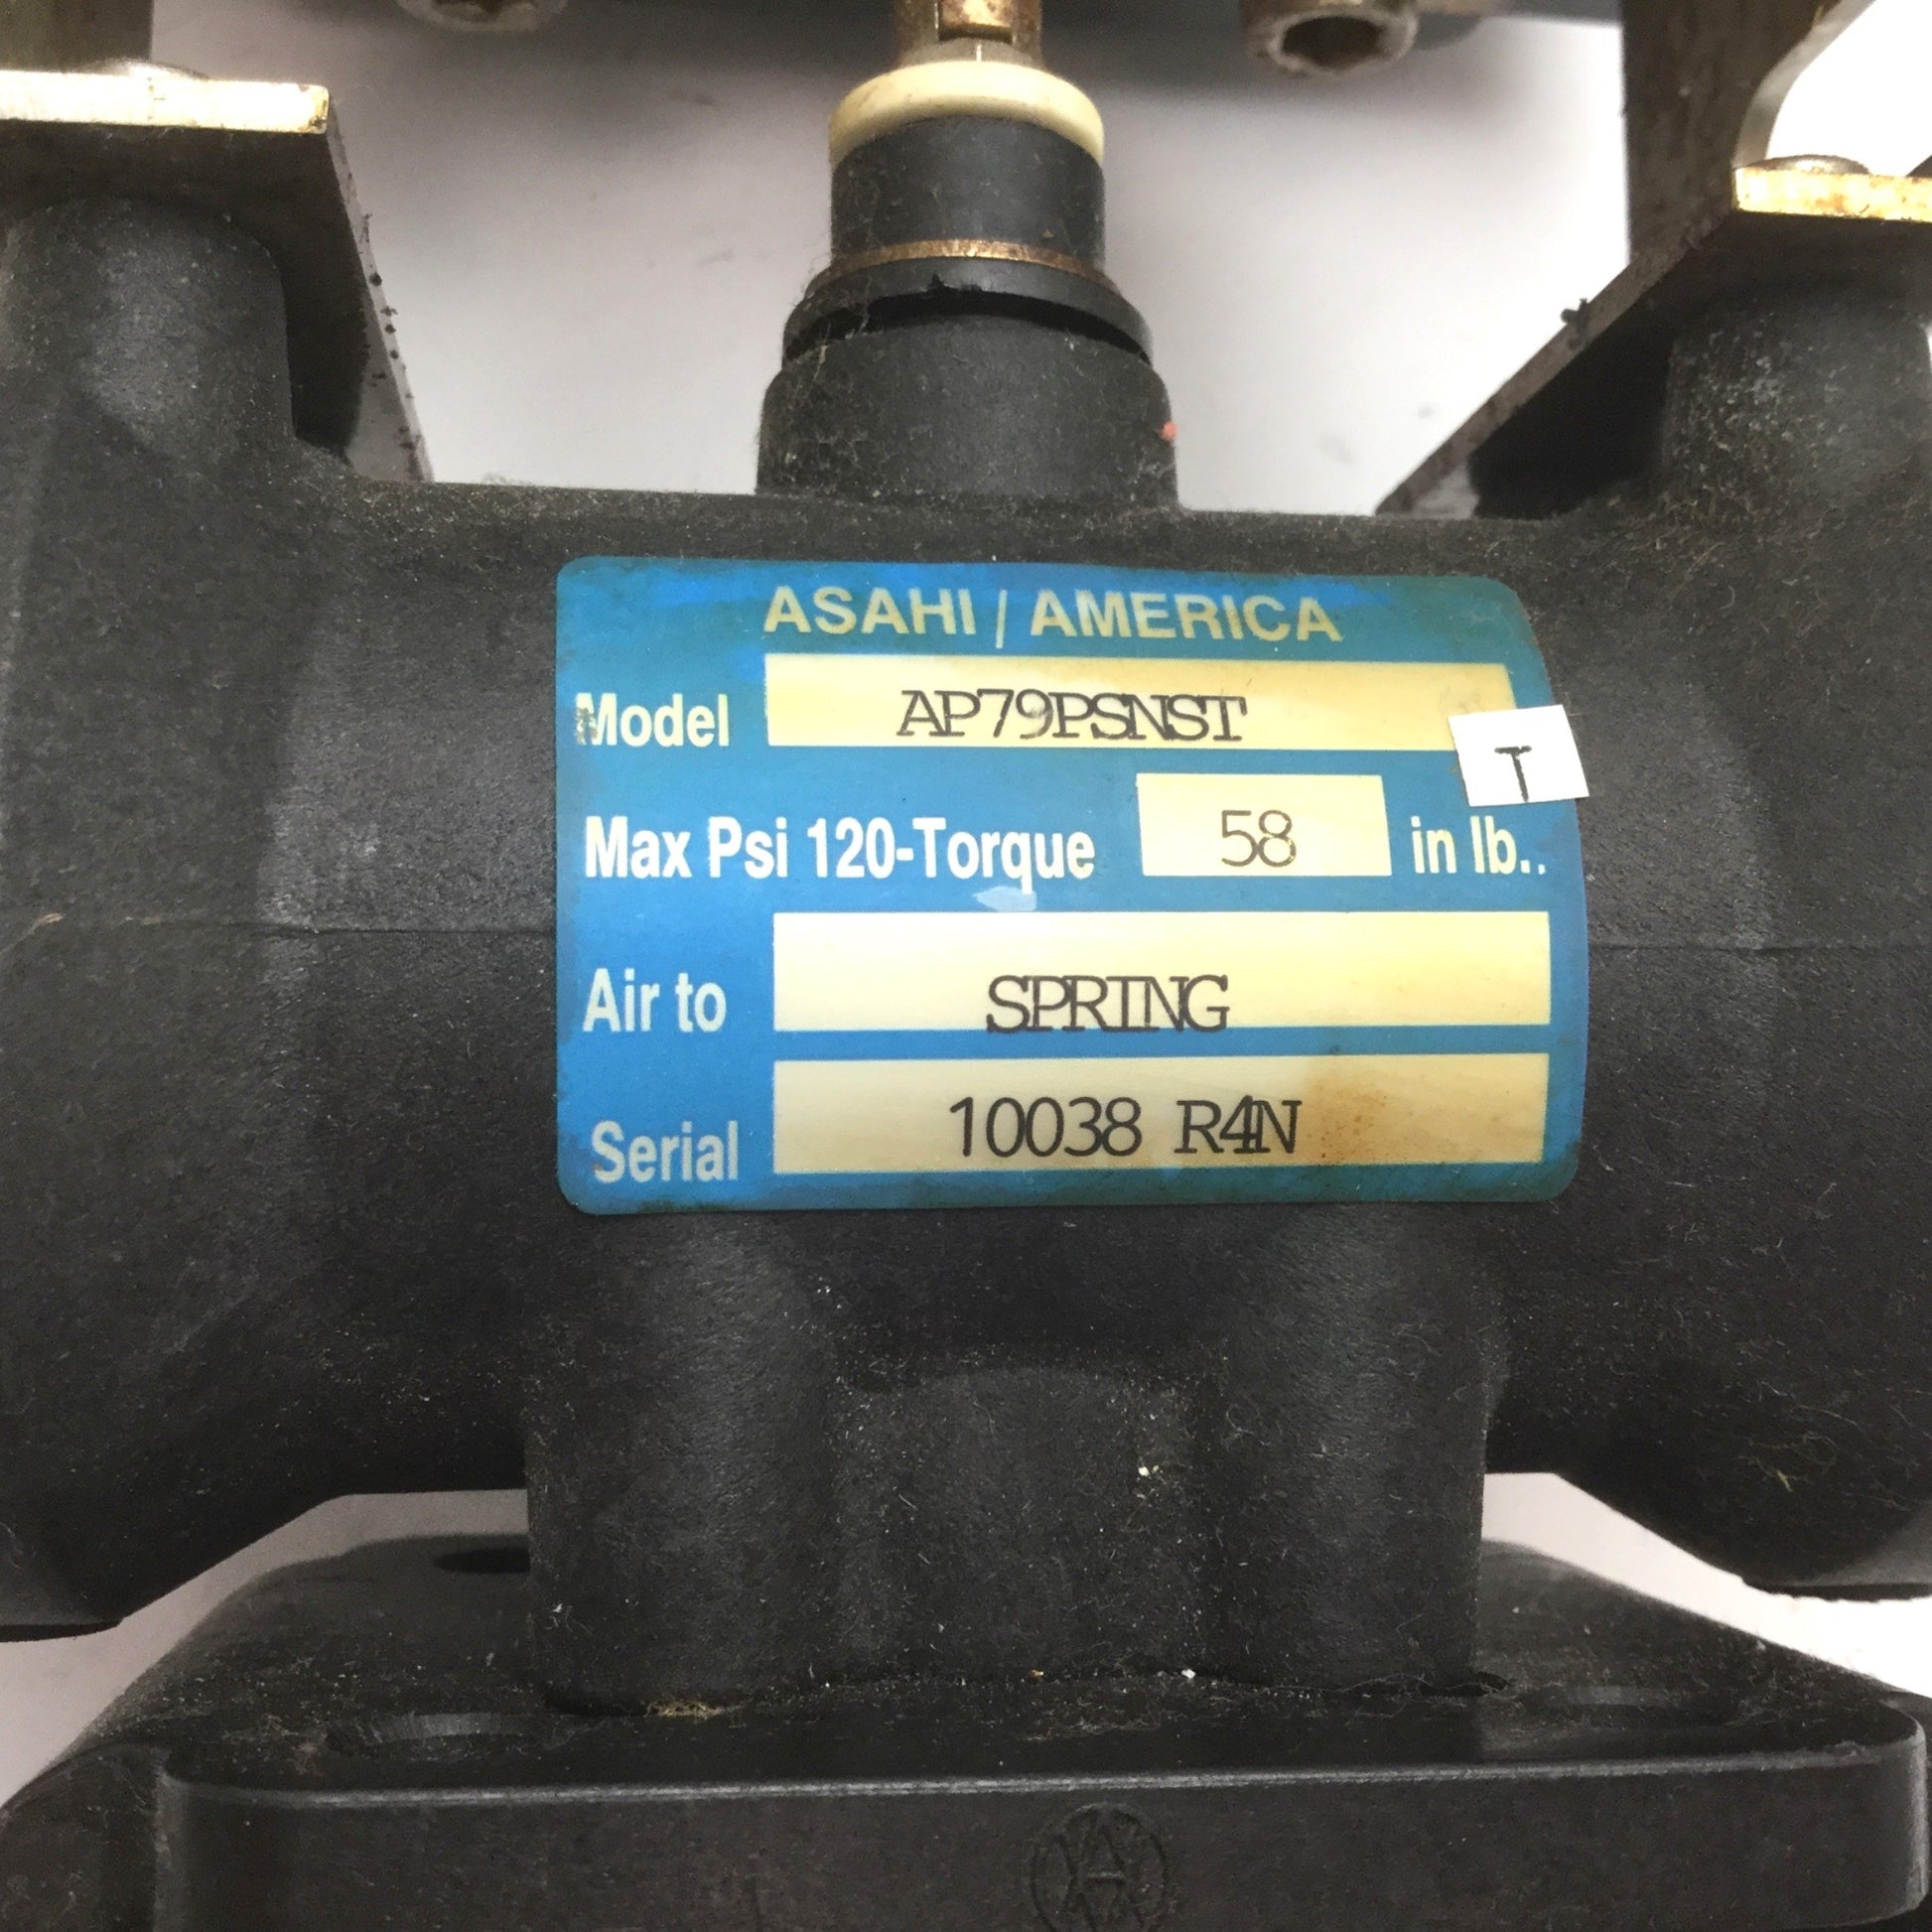 ASAHI / AMERICA
Model AP79PSNST
T
Max Psi 120-Torque 58 in lb..
Air to SPRING
Serial 10038 R4N